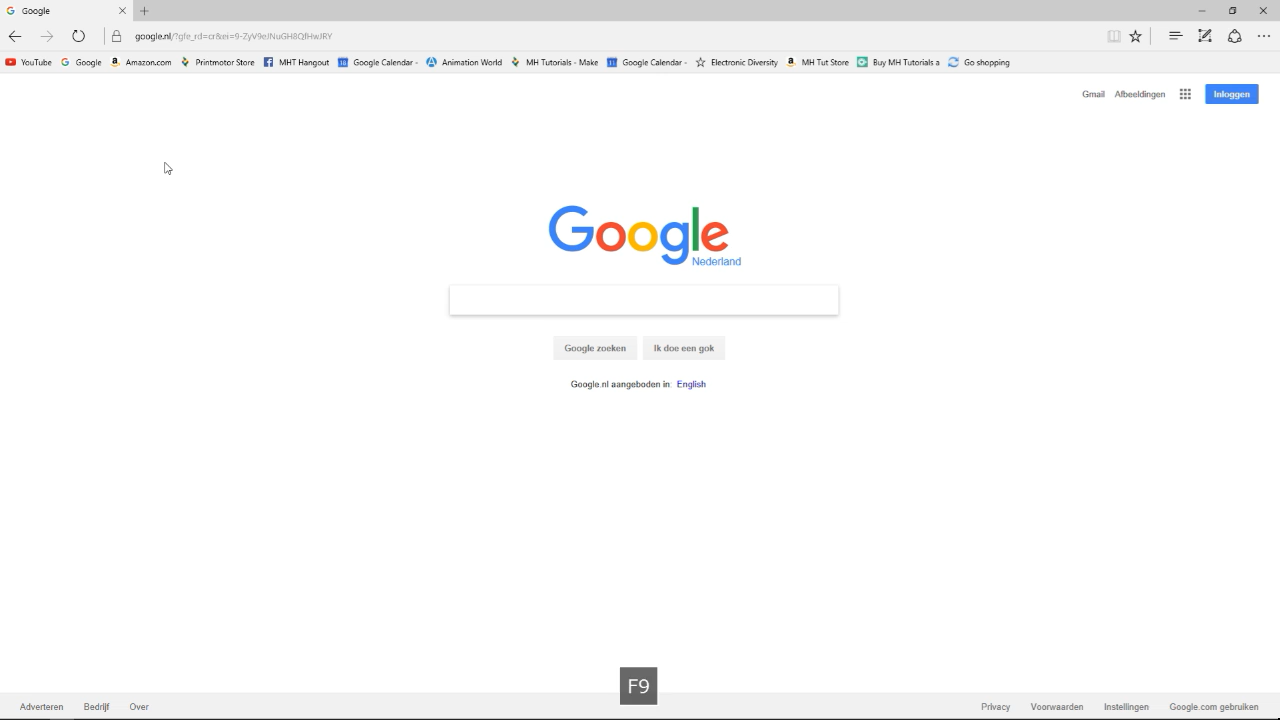 Google
google.nl/?gfe_rd=cr&ei=9-ZyV9eJNuGH8QfHwJRY
YouTube Google Amazon.com Printmotor Store MHT Hangout Google Calendar - Animation World MH Tutorials - Make Google Calendar - Electronic Diversity MH Tut Store Buy MH Tutorials a Go shopping
Gmail Afbeeldingen Inloggen
Google
Nederland
Google zoeken Ik doe een gok
Google.nl aangeboden in: English
F9
Adverteren Bedrijf Over Privacy Voorwaarden Instellingen Google.com gebruiken